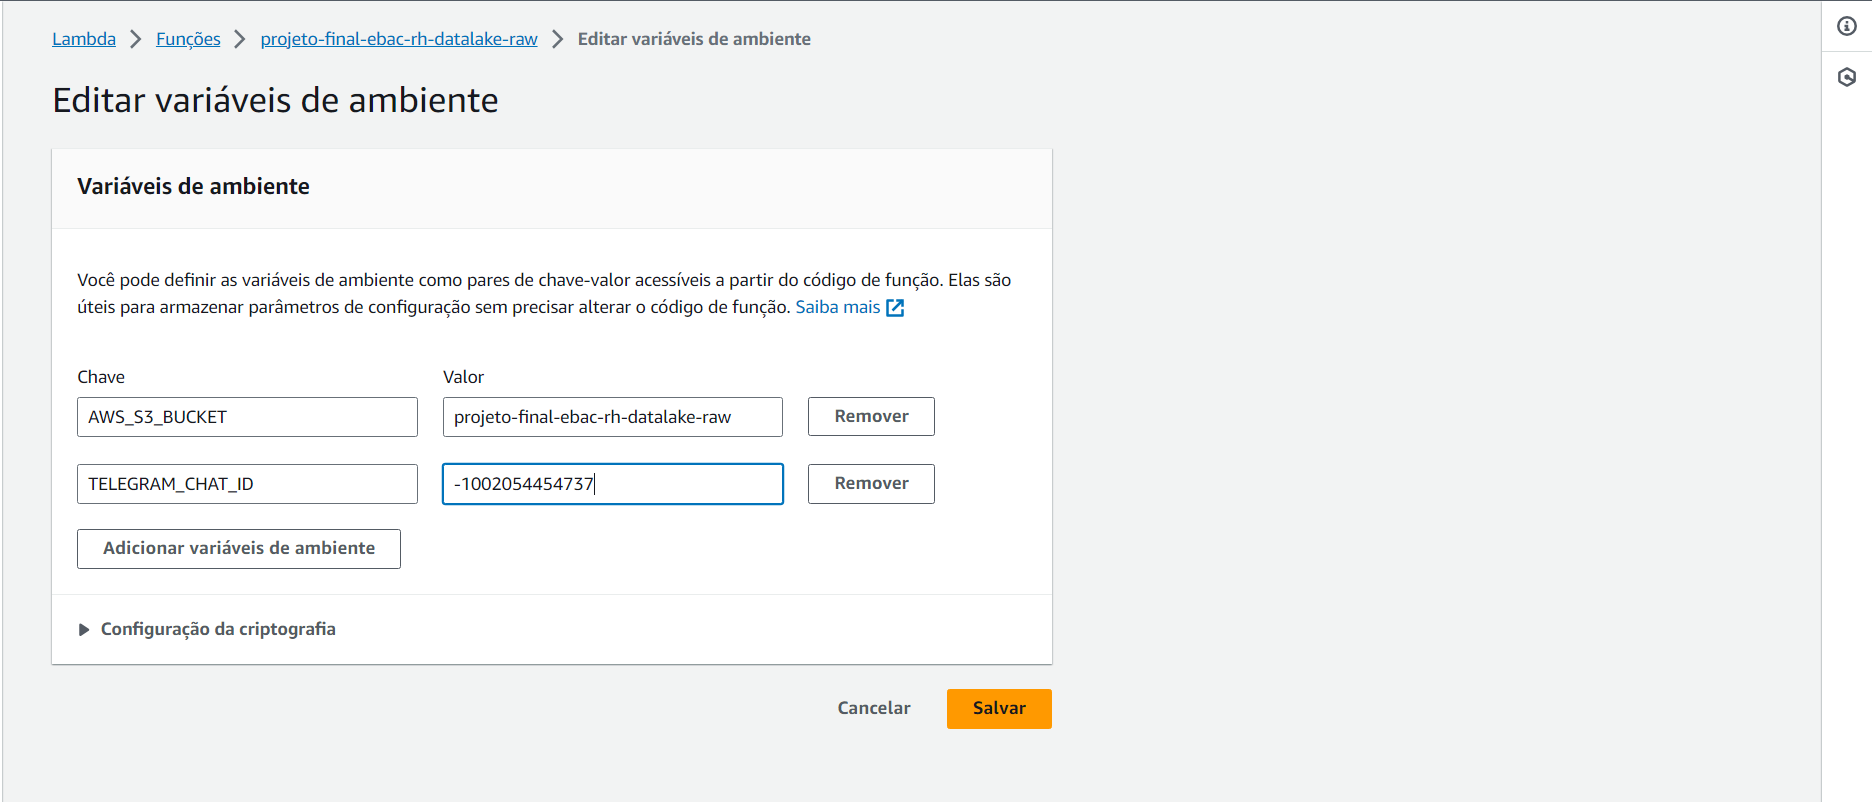 Lambda > Funções > projeto-final-ebac-rh-datalake-raw > Editar variáveis de ambiente
Editar variáveis de ambiente
Variáveis de ambiente
Você pode definir as variáveis de ambiente como pares de chave-valor acessíveis a partir do código de função. Elas são
úteis para armazenar parâmetros de configuração sem precisar alterar o código de função. Saiba mais
Chave Valor
AWS_S3_BUCKET projeto-final-ebac-rh-datalake-raw Remover
TELEGRAM_CHAT_ID -1002054454737 Remover
Adicionar variáveis de ambiente
Configuração da criptografia
Cancelar Salvar